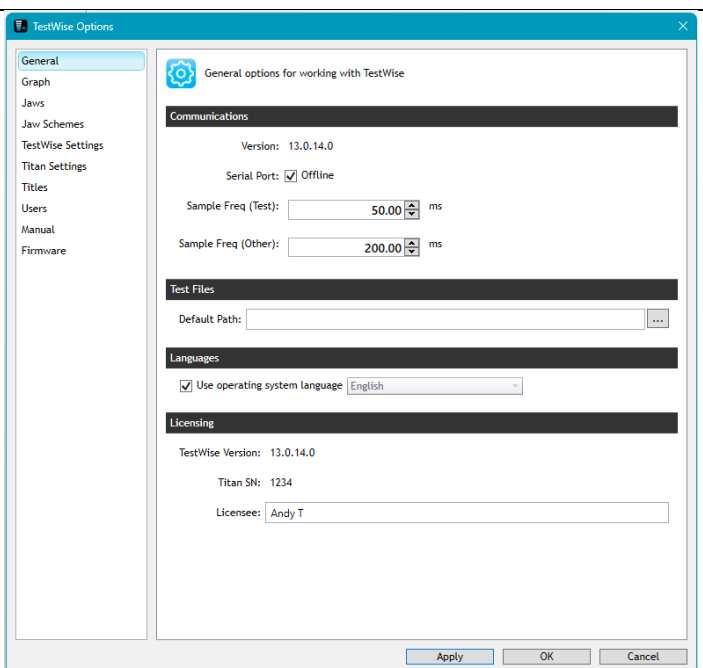 TestWise Options
General
Graph
Jaws
Jaw Schemes
TestWise Settings
Titan Settings
Titles
Users
Manual
Firmware
General options for working with TestWise
Communications
Version: 13.0.14.0
Serial Port: Offline
Sample Freq (Test): 50.00 ms
Sample Freq (Other): 200.00 ms
Test Files
Default Path: ...
Languages
Use operating system language English
Licensing
TestWise Version: 13.0.14.0
Titan SN: 1234
Licensee: Andy T
Apply OK Cancel